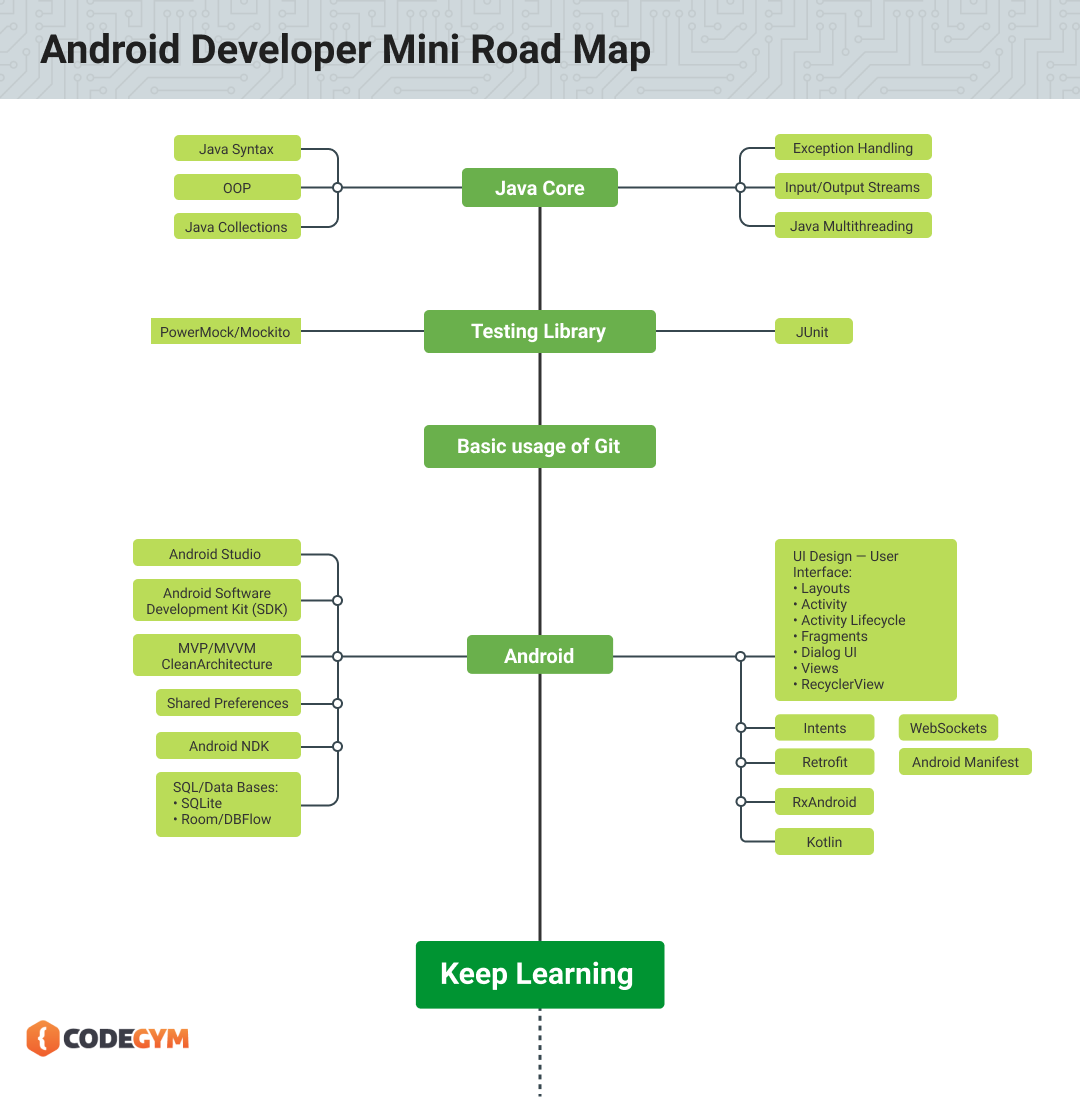 Android Developer Mini Road Map
Java Syntax
OOP
Java Collections
Java Core
Exception Handling
Input/Output Streams
Java Multithreading
PowerMock/Mockito
Testing Library
JUnit
Basic usage of Git
Android Studio
Android Software
Development Kit (SDK)
MVP/MVVM
CleanArchitecture
Shared Preferences
Android NDK
SQL/Data Bases:
• SQLite
• Room/DBFlow
Android
UI Design — User
Interface:
• Layouts
• Activity
• Activity Lifecycle
• Fragments
• Dialog UI
• Views
• RecyclerView
Intents
WebSockets
Retrofit
Android Manifest
RxAndroid
Kotlin
Keep Learning
{ CODEGYM